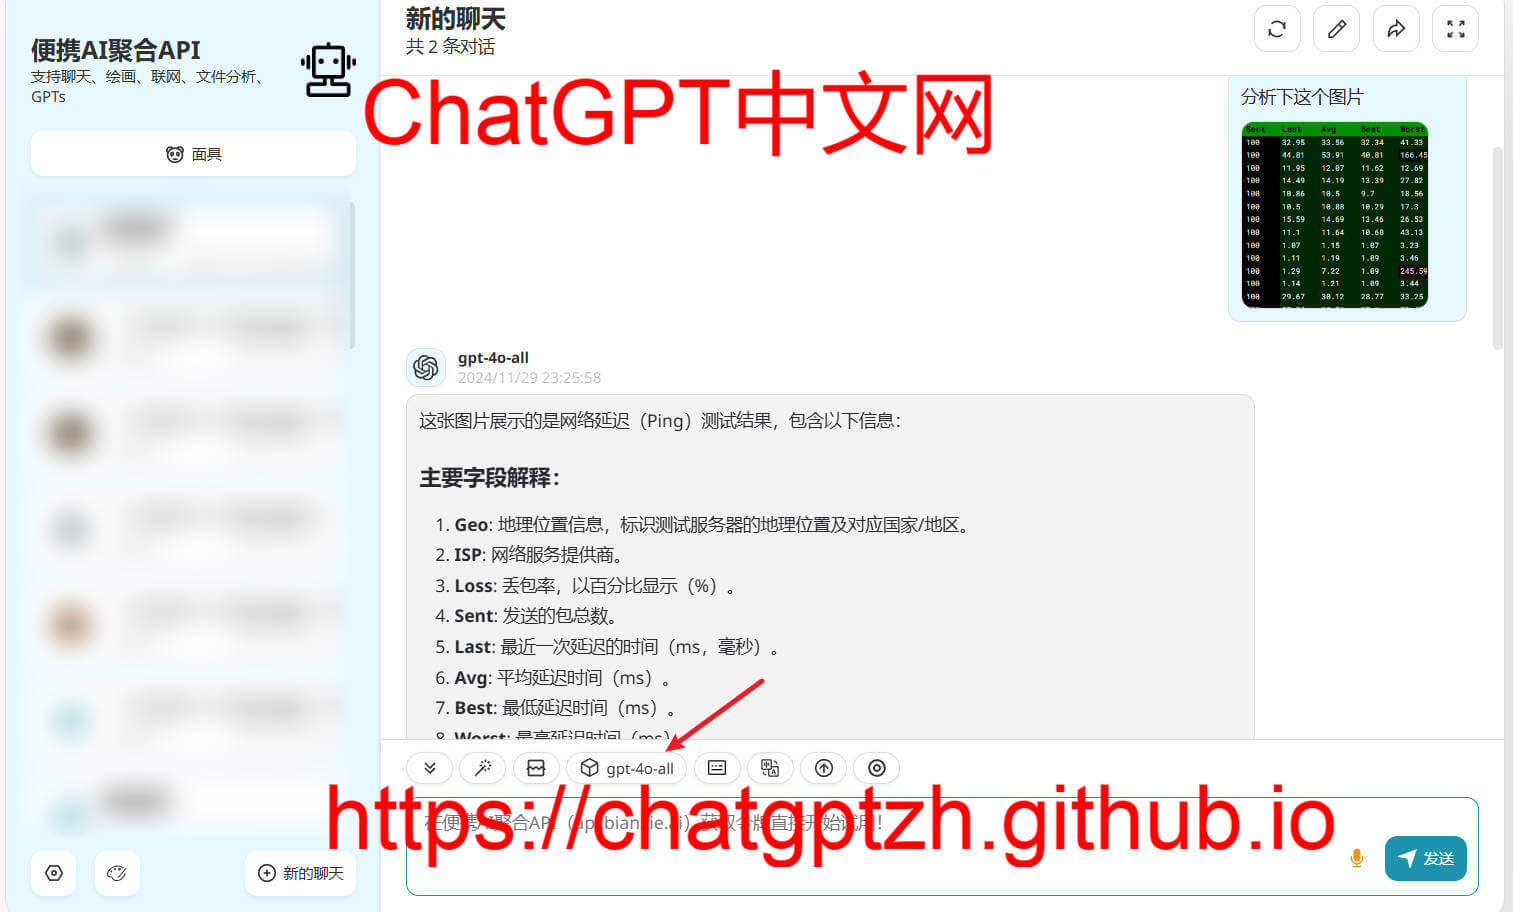 便携AI聚合API
支持聊天、绘画、联网、文件分析、
GPTs
面具
新的聊天
新的聊天
共 2 条对话
ChatGPT中文网
分析下这个图片
Sent Last Avg Best Worst
100 32.95 33.56 32.34 41.33
100 44.81 53.91 40.81 166.45
100 11.95 12.07 11.62 12.69
100 14.49 14.19 13.39 27.82
100 10.86 10.5 9.7 18.56
100 10.5 10.88 10.29 17.3
100 15.59 14.69 13.46 26.53
100 11.1 11.64 10.68 43.13
100 1.07 1.15 1.07 3.23
100 1.11 1.19 1.09 3.46
100 1.29 7.22 1.09 245.59
100 1.14 1.21 1.09 3.44
100 29.67 30.12 28.77 33.25
gpt-4o-all
2024/11/29 23:25:58
这张图片展示的是网络延迟（Ping）测试结果，包含以下信息：
主要字段解释：
1. Geo: 地理位置信息，标识测试服务器的地理位置及对应国家/地区。
2. ISP: 网络服务提供商。
3. Loss: 丢包率，以百分比显示（%）。
4. Sent: 发送的包总数。
5. Last: 最近一次延迟的时间（ms，毫秒）。
6. Avg: 平均延迟时间（ms）。
7. Best: 最低延迟时间（ms）。
8. Worst: 最高延迟时间（ms）
gpt-4o-all
https://chatgptzh.github.io
在便携AI聚合API（api.bianxie.ai）获取令牌直接开始试用！
发送